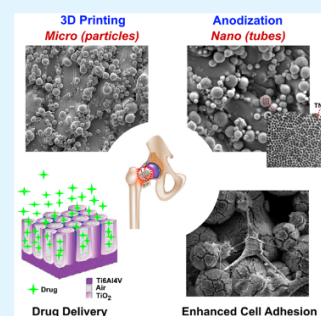 3D Printing
Micro (particles)
Anodization
Nano (tubes)
Drug
Ti6Al4V
Air
TiO2
Drug Delivery
Enhanced Cell Adhesion